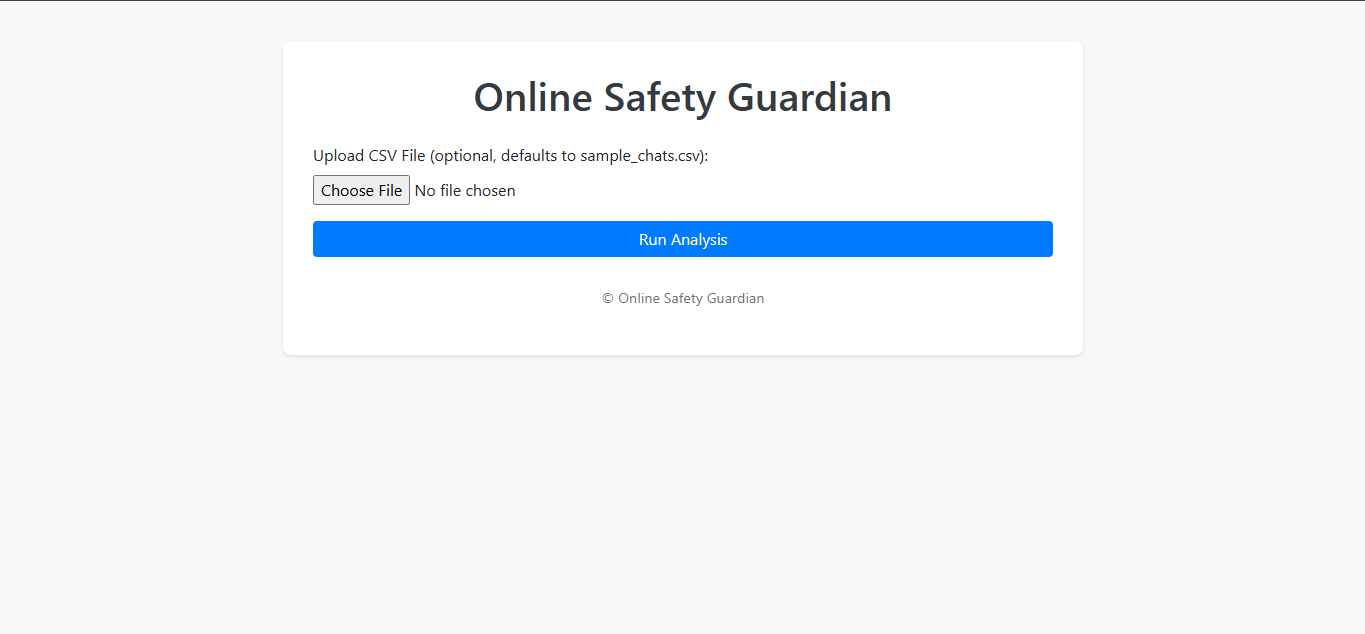 Online Safety Guardian
Upload CSV File (optional, defaults to sample_chats.csv):
Choose File No file chosen
Run Analysis
© Online Safety Guardian